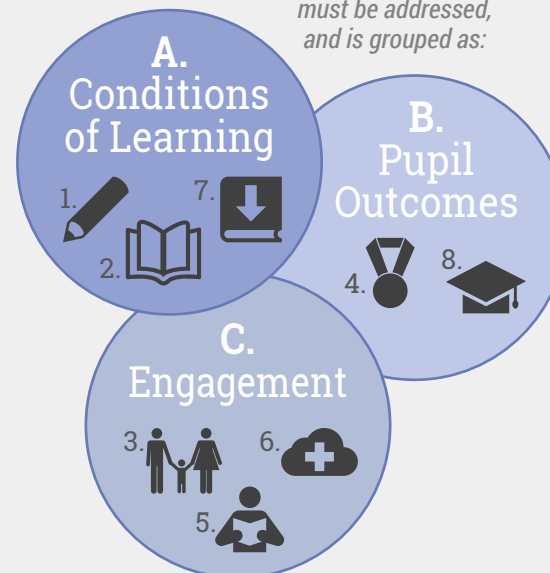 must be addressed,
and is grouped as:
A.
Conditions
of Learning
1.
7.
2.
B.
Pupil
Outcomes
4.
8.
C.
Engagement
3.
6.
5.